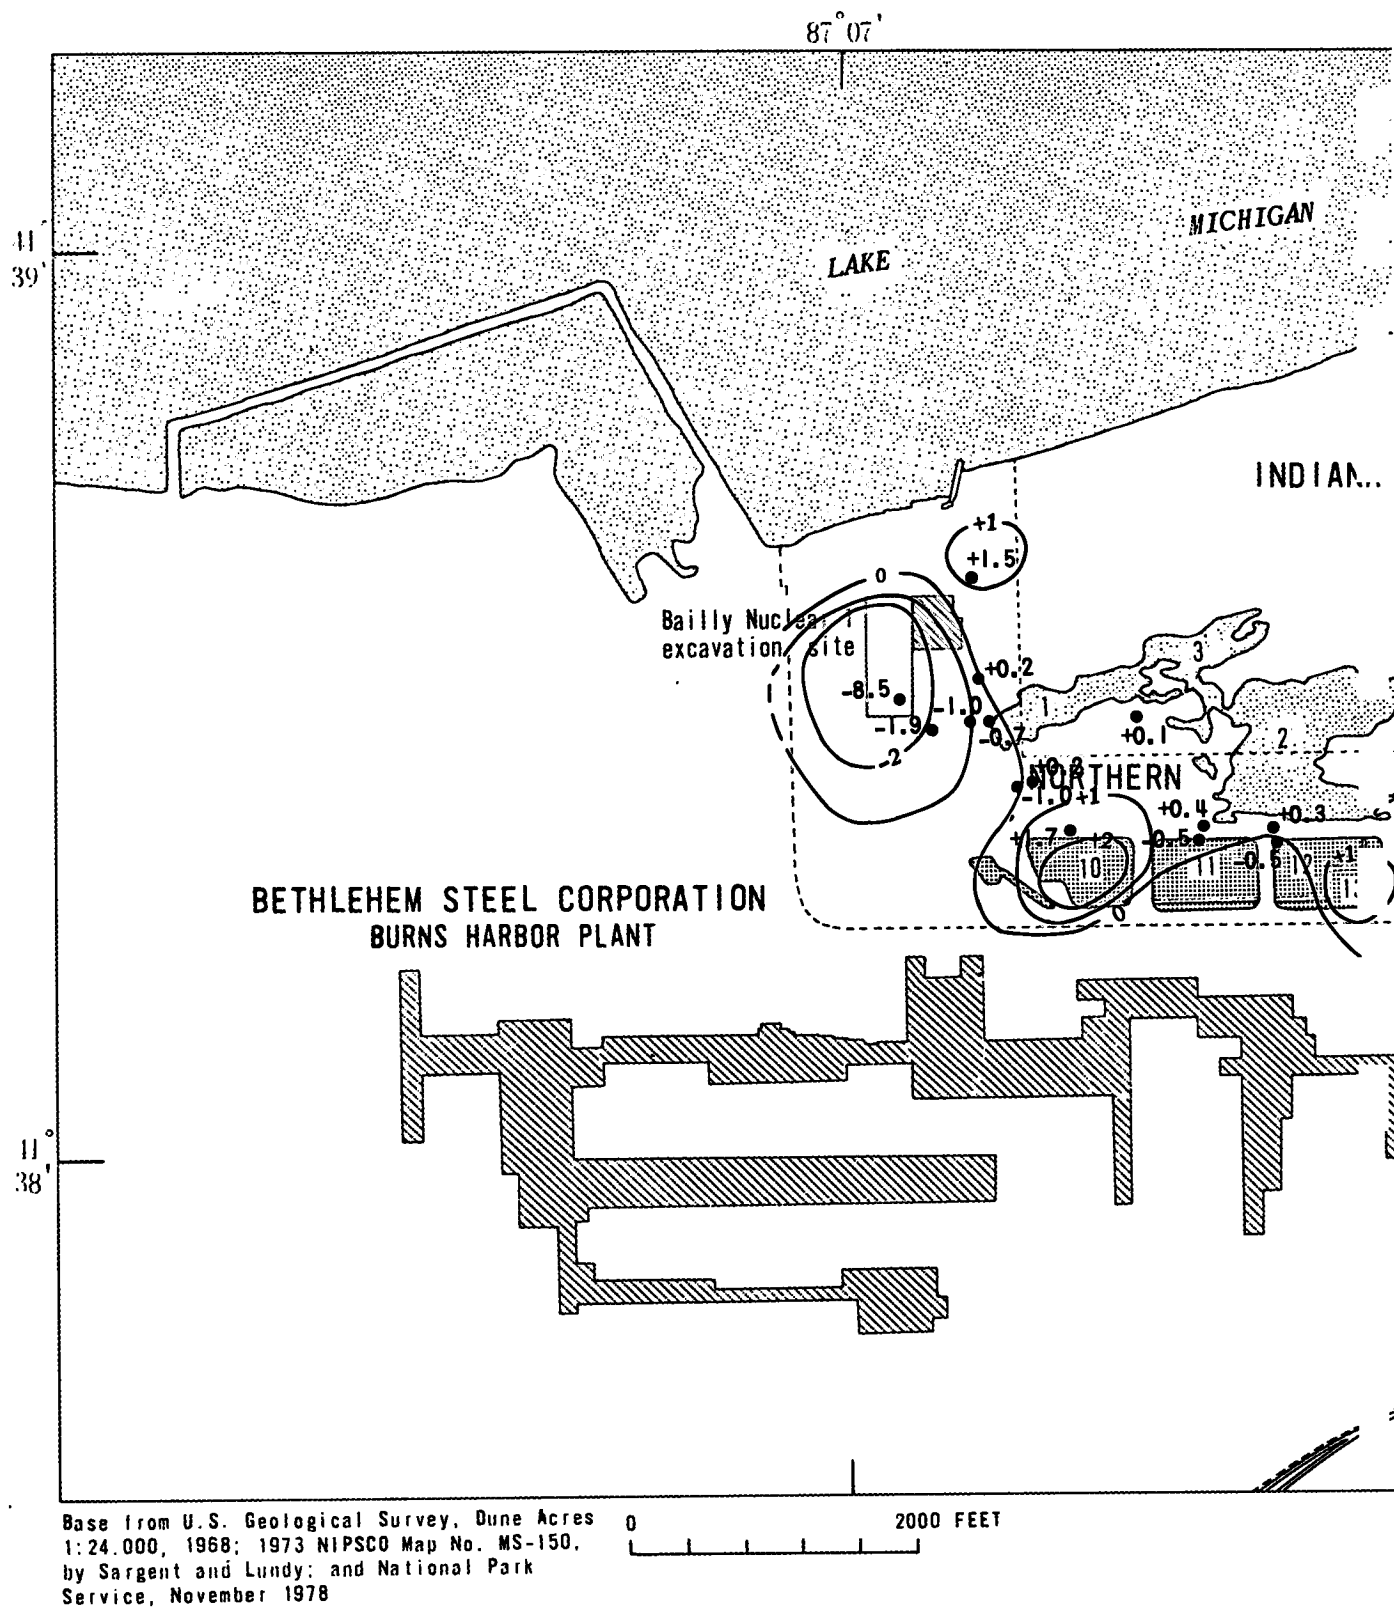 87°07'
41°
39'
LAKE
MICHIGAN
INDIAN..
+1
+1.5
0
Bailly Nuclear 1
excavation site
3
+0.2
-8.5
-1.0
1
-1.9
-0.7
+0.1
2
-2
NORTHERN
-1.0
+1
+0.4
+0.3
+1.7
+2
-0.5
10
11
-0.5
12
+1
0
BETHLEHEM STEEL CORPORATION
BURNS HARBOR PLANT
41°
38'
Base from U.S. Geological Survey, Dune Acres
1:24.000, 1968; 1973 NIPSCO Map No. MS-150,
by Sargent and Lundy; and National Park
Service, November 1978
0 2000 FEET